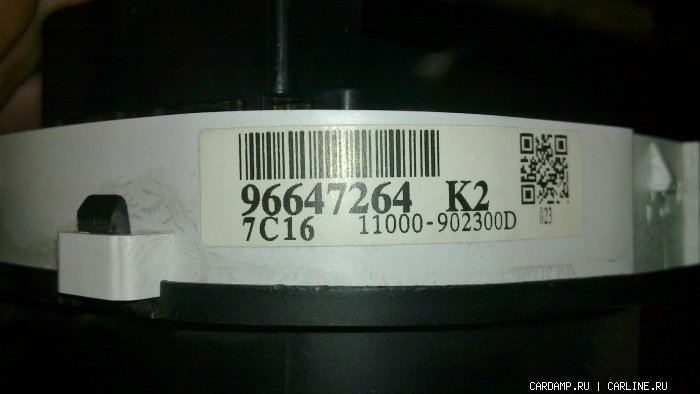 96647264 K2
7C16 11000-902300D
023
CARDAMP.RU | CARLINE.RU